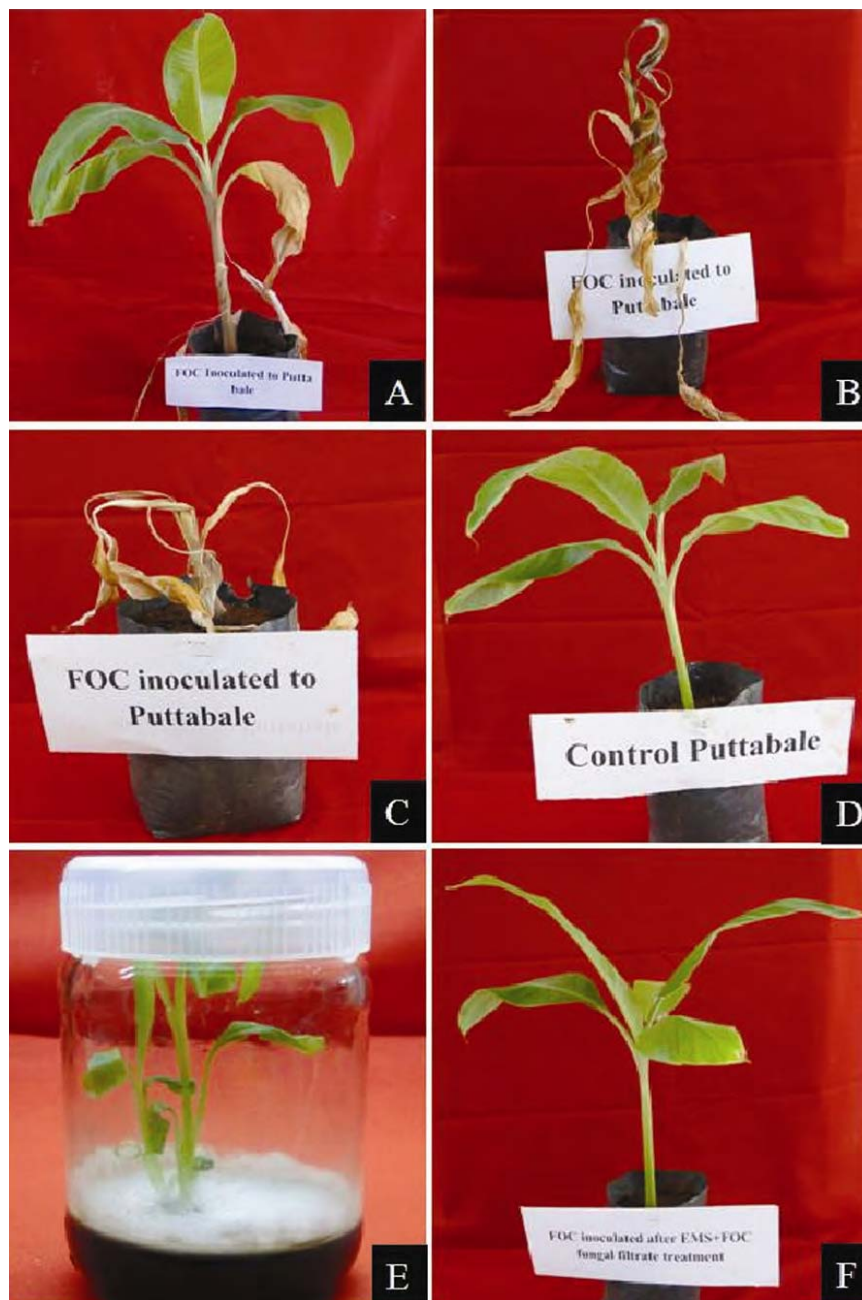 FOC Inoculated to Putta
bale
A
FOC inoculated to
Puttabale
B
FOC inoculated to
Puttabale
C
Control Puttabale
D
E
FOC inoculated after EMS+FOC
fungal filtrate treatment
F